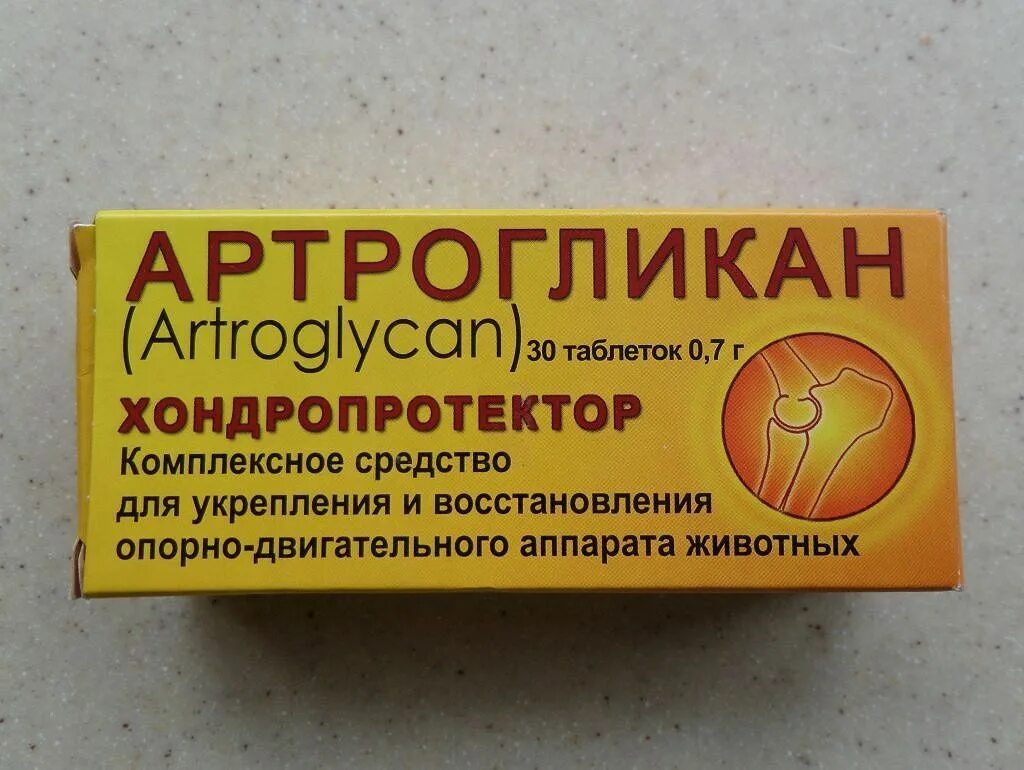 АРТРОГЛИКАН
(Artroglycan) 30 таблеток 0,7 г
ХОНДРОПРОТЕКТОР
Комплексное средство
для укрепления и восстановления
опорно-двигательного аппарата животных